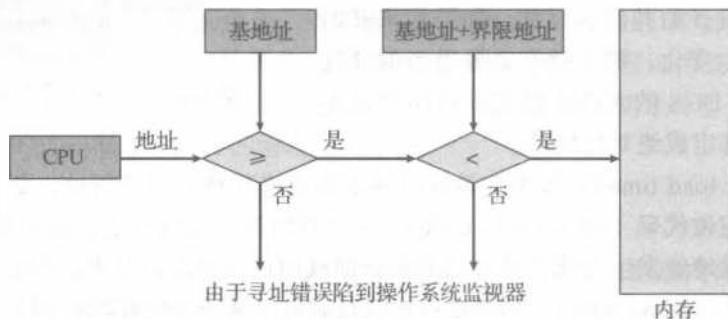 基地址
基地址+界限地址
CPU
地址
≥
是
<
是
否
否
由于寻址错误陷到操作系统监视器
内存